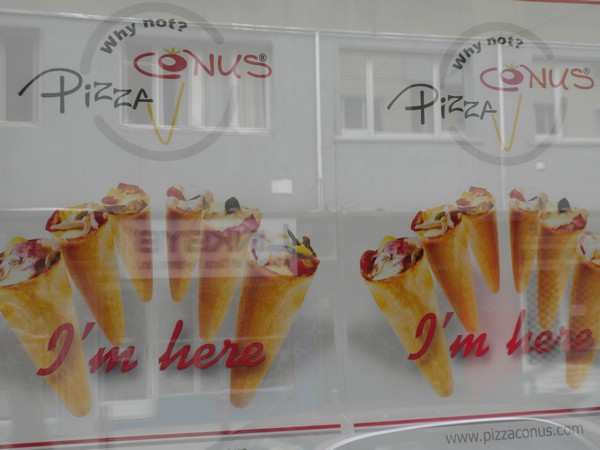 Why not?
CONUS®
Pizza
I'm here
Why not?
CONUS®
Pizza
I'm here
www.pizzaconus.com